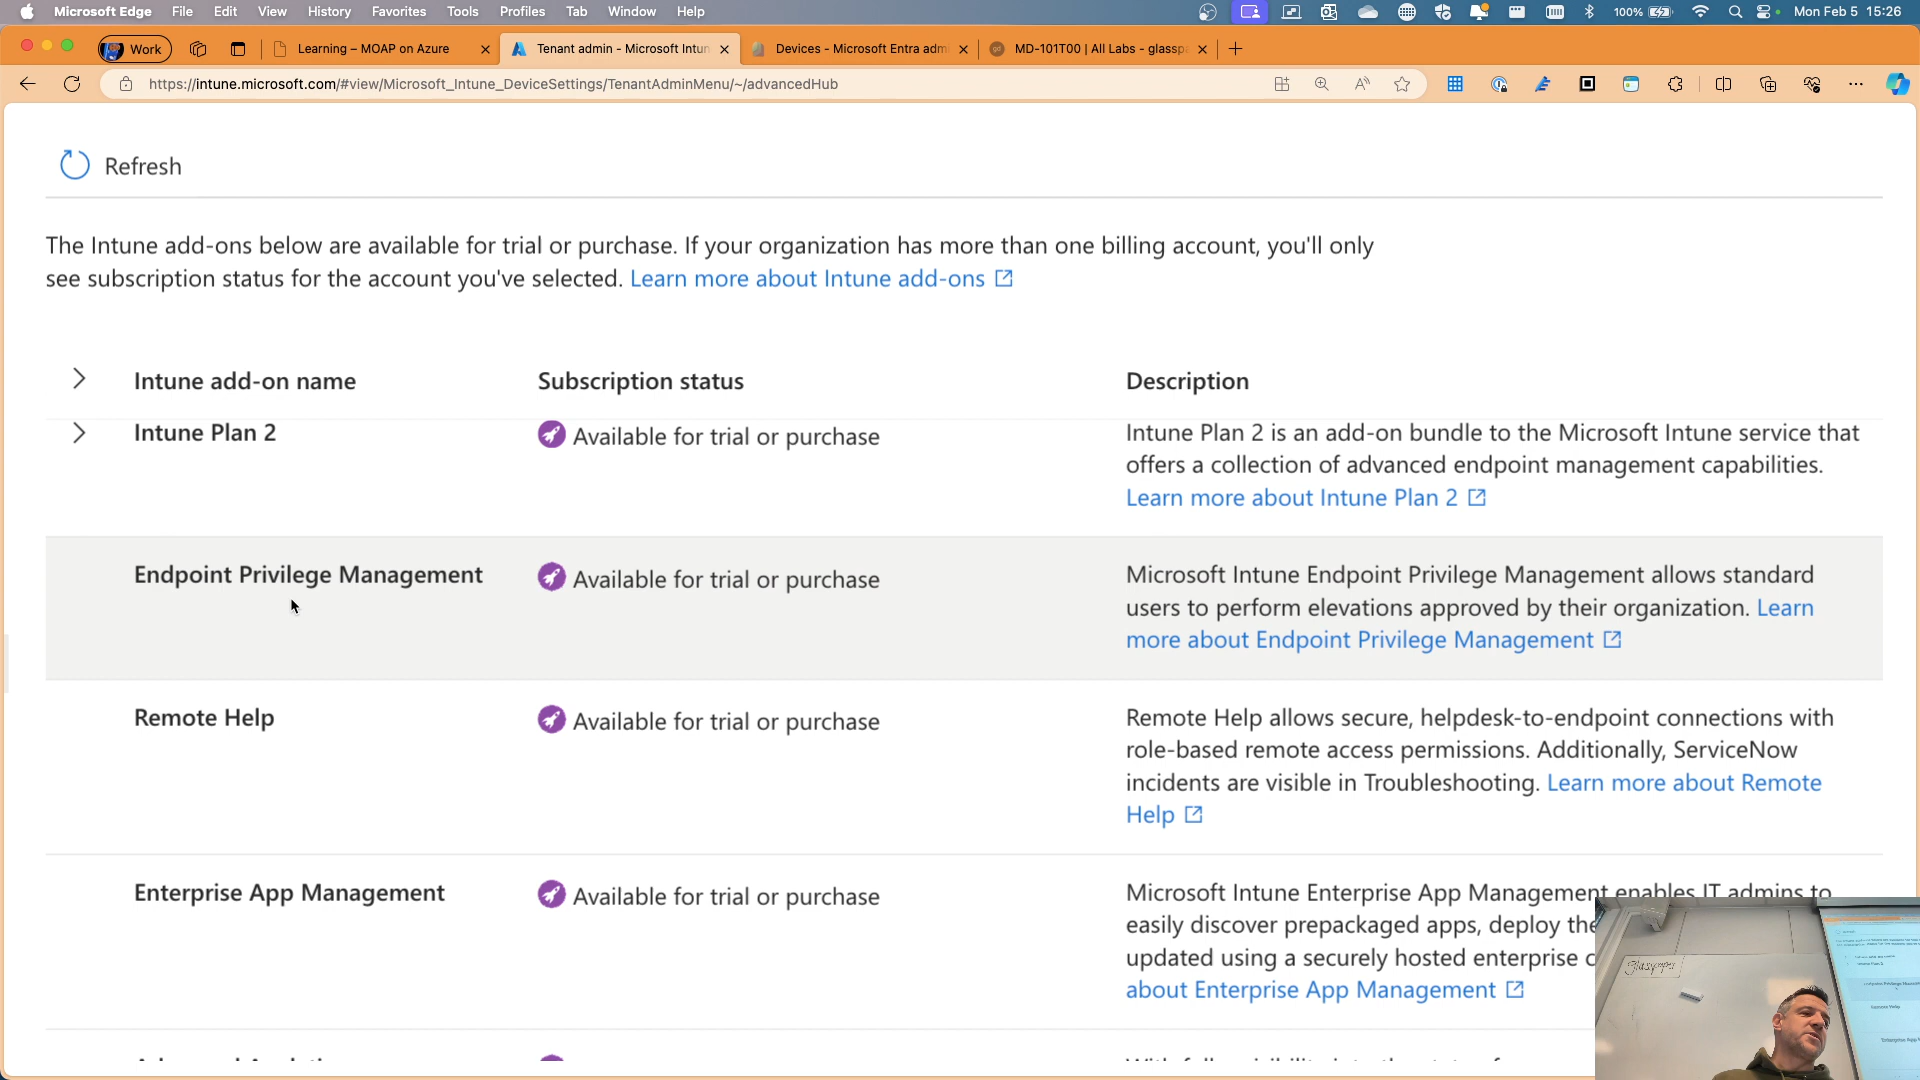 Microsoft Edge File Edit View History Favorites Tools Profiles Tab Window Help 100% Mon Feb 5 15:26
Work Learning – MOAP on Azure Tenant admin - Microsoft Intun Devices - Microsoft Entra adm MD-101T00 | All Labs - glassp
https://intune.microsoft.com/#view/Microsoft_Intune_DeviceSettings/TenantAdminMenu/~/advancedHub
Refresh
The Intune add-ons below are available for trial or purchase. If your organization has more than one billing account, you'll only
see subscription status for the account you've selected. Learn more about Intune add-ons
Intune add-on name Subscription status Description
Intune Plan 2 Available for trial or purchase Intune Plan 2 is an add-on bundle to the Microsoft Intune service that
offers a collection of advanced endpoint management capabilities.
Learn more about Intune Plan 2
Endpoint Privilege Management Available for trial or purchase Microsoft Intune Endpoint Privilege Management allows standard
users to perform elevations approved by their organization. Learn
more about Endpoint Privilege Management
Remote Help Available for trial or purchase Remote Help allows secure, helpdesk-to-endpoint connections with
role-based remote access permissions. Additionally, ServiceNow
incidents are visible in Troubleshooting. Learn more about Remote
Help
Enterprise App Management Available for trial or purchase Microsoft Intune Enterprise App Management enables IT admins to
easily discover prepackaged apps, deploy the
updated using a securely hosted enterprise c
about Enterprise App Management